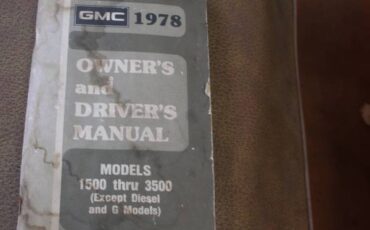 GMC 1978
OWNER'S
and
DRIVER'S
MANUAL
MODELS
1500 thru 3500
(Except Diesel
and G Models)